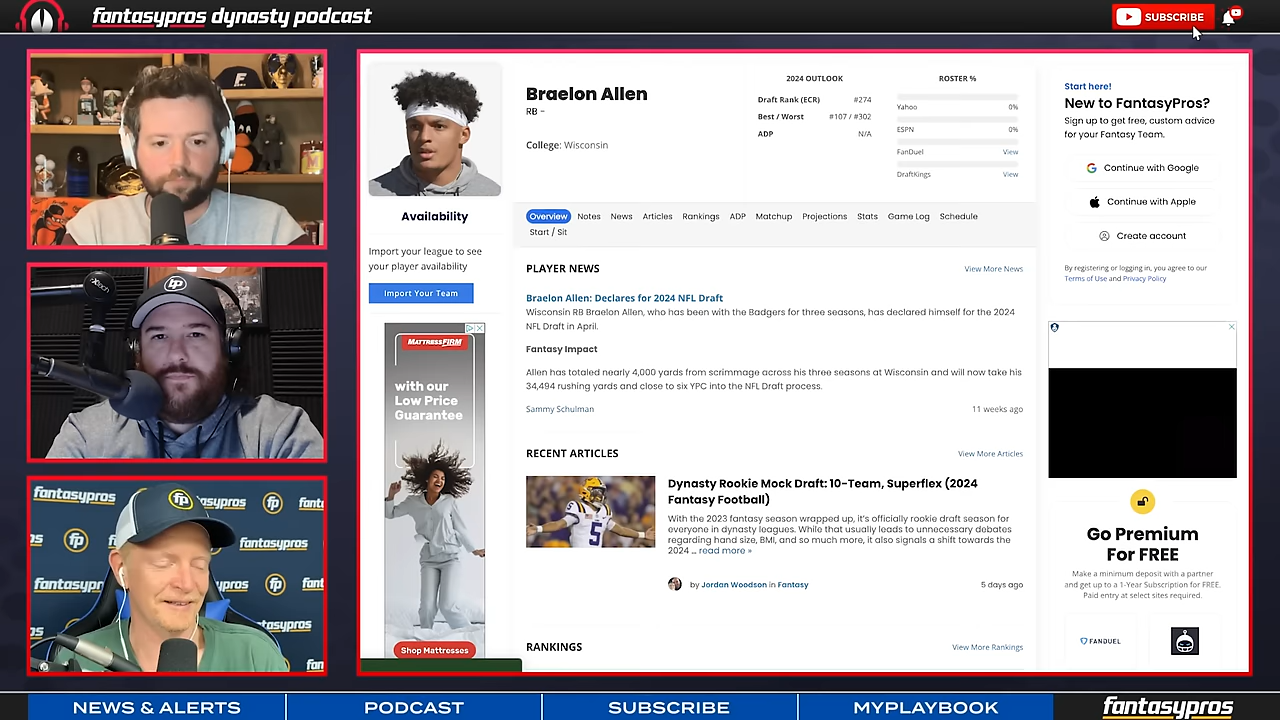 fantasypros dynasty podcast
SUBSCRIBE
Braelon Allen
RB -
College: Wisconsin
2024 OUTLOOK
Draft Rank (ECR) #274
Best / Worst #107 / #302
ADP N/A
ROSTER %
Yahoo 0%
ESPN 0%
FanDuel View
DraftKings View
Start here!
New to FantasyPros?
Sign up to get free, custom advice
for your Fantasy Team.
Continue with Google
Continue with Apple
Create account
By registering or logging in, you agree to our
Terms of Use and Privacy Policy
Availability
Import your league to see
your player availability
Import Your Team
Overview Notes News Articles Rankings ADP Matchup Projections Stats Game Log Schedule
Start / Sit
PLAYER NEWS View More News
Braelon Allen: Declares for 2024 NFL Draft
Wisconsin RB Braelon Allen, who has been with the Badgers for three seasons, has declared himself for the 2024
NFL Draft in April.
Fantasy Impact
Allen has totaled nearly 4,000 yards from scrimmage across his three seasons at Wisconsin and will now take his
34,494 rushing yards and close to six YPC into the NFL Draft process.
Sammy Schulman 11 weeks ago
MATTRESSFIRM
with our
Low Price
Guarantee
Shop Mattresses
RECENT ARTICLES View More Articles
Dynasty Rookie Mock Draft: 10-Team, Superflex (2024
Fantasy Football)
With the 2023 fantasy season wrapped up, it's officially rookie draft season for
everyone in dynasty leagues. While that usually leads to unnecessary debates
regarding hand size, BMI, and so much more, it also signals a shift towards the
2024 ... read more »
by Jordan Woodson in Fantasy 5 days ago
RANKINGS View More Rankings
Go Premium
For FREE
Make a minimum deposit with a partner
and get up to a 1-Year Subscription for FREE.
Paid entry at select sites required.
FANDUEL
LP
fantasypros
fp
NEWS & ALERTS
PODCAST
SUBSCRIBE
MYPLAYBOOK
fantasypros